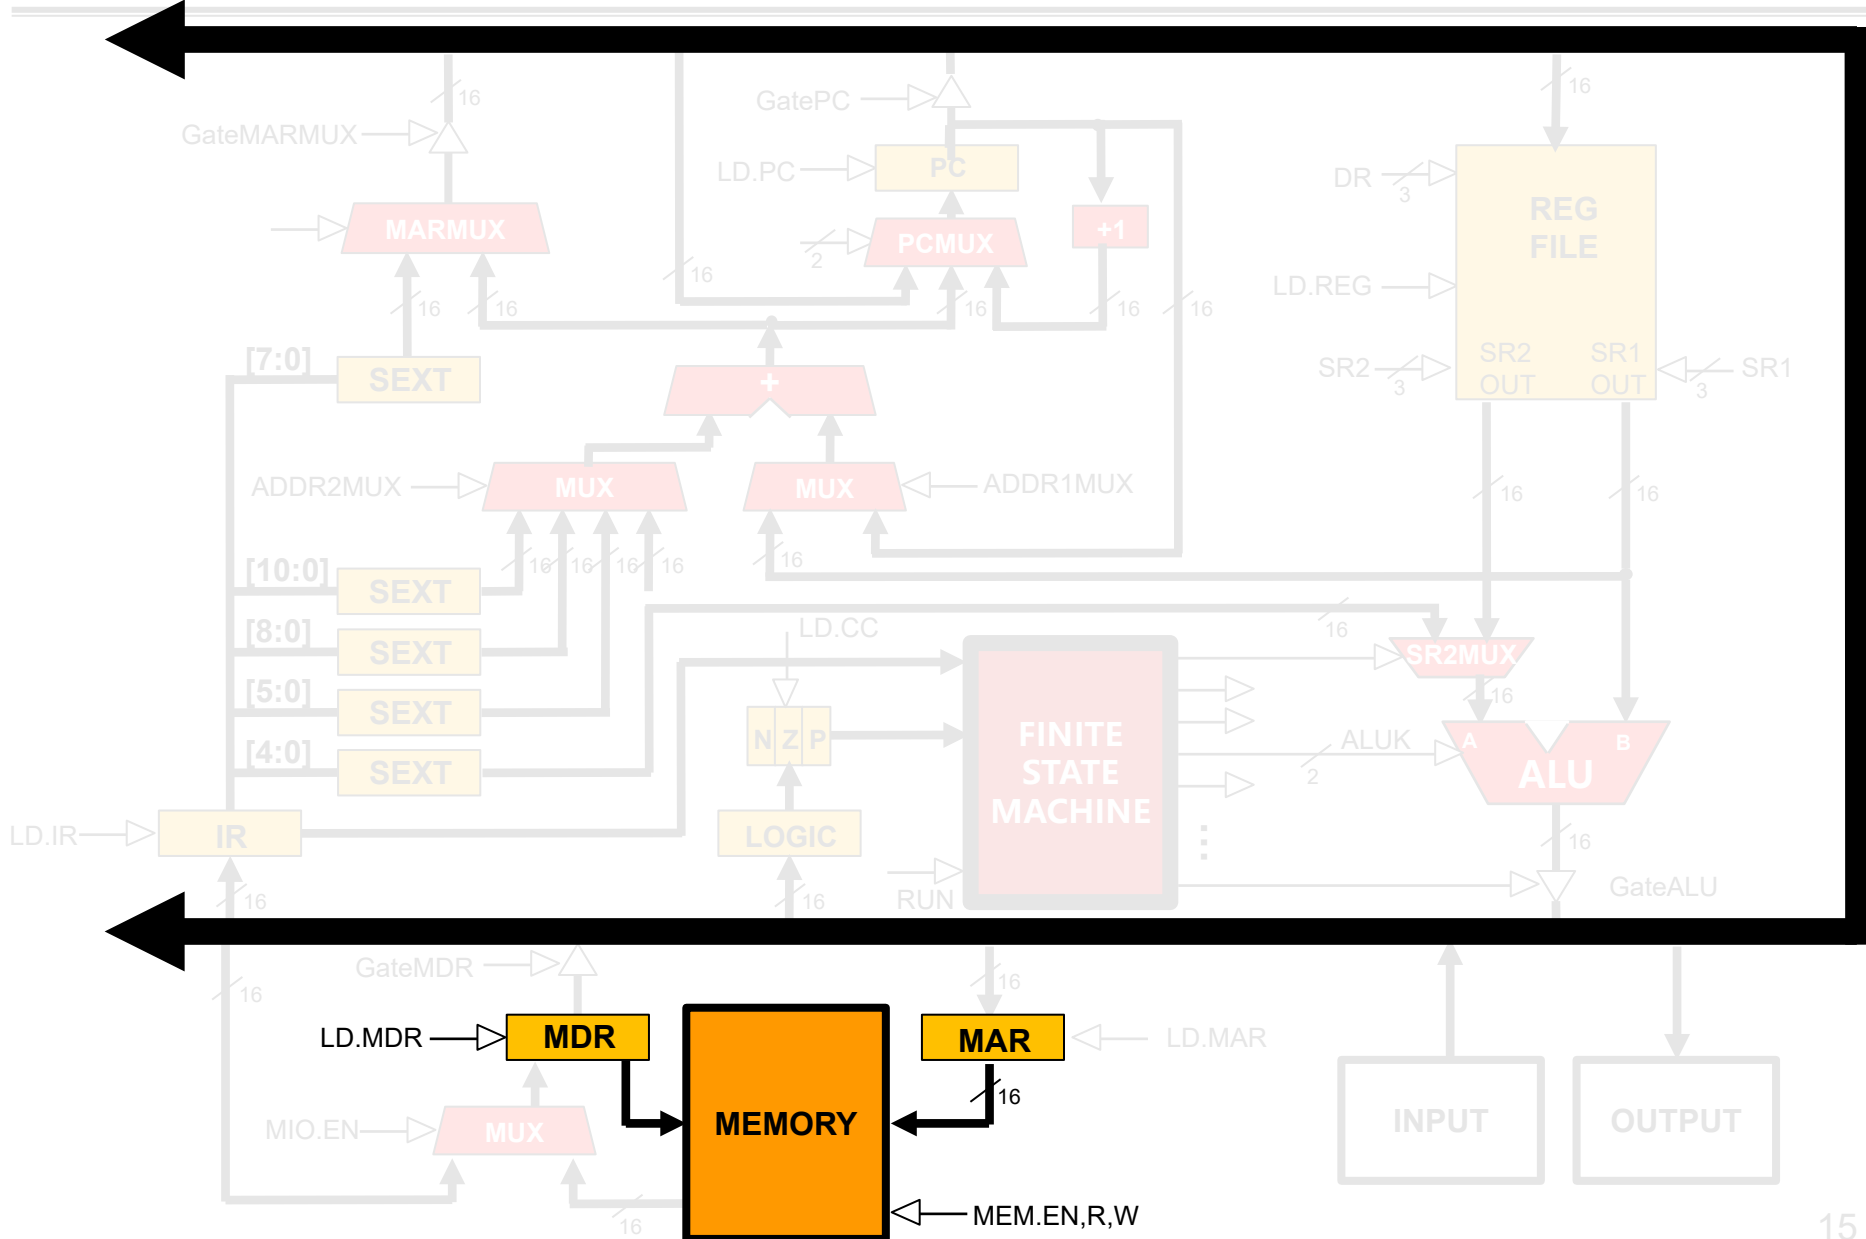 16
16
GatePC
GateMARMUX
LD.PC
PC
DR
3
REG
FILE
MARMUX
2
PCMUX
+1
16
LD.REG
16
16
16
16
16
[7:0]
SEXT
+
SR2
3
SR2
OUT
SR1
OUT
3
SR1
ADDR2MUX
MUX
MUX
ADDR1MUX
16
16
[10:0]
SEXT
16
16
16
16
16
[8:0]
SEXT
LD.CC
16
SR2MUX
[5:0]
SEXT
16
N Z P
FINITE
STATE
MACHINE
ALUK
2
A
B
ALU
[4:0]
SEXT
LD.IR
IR
LOGIC
16
16
16
RUN
GateALU
GateMDR
16
16
LD.MDR
MDR
MAR
LD.MAR
16
MIO.EN
MUX
MEMORY
INPUT
OUTPUT
16
MEM.EN,R,W
15